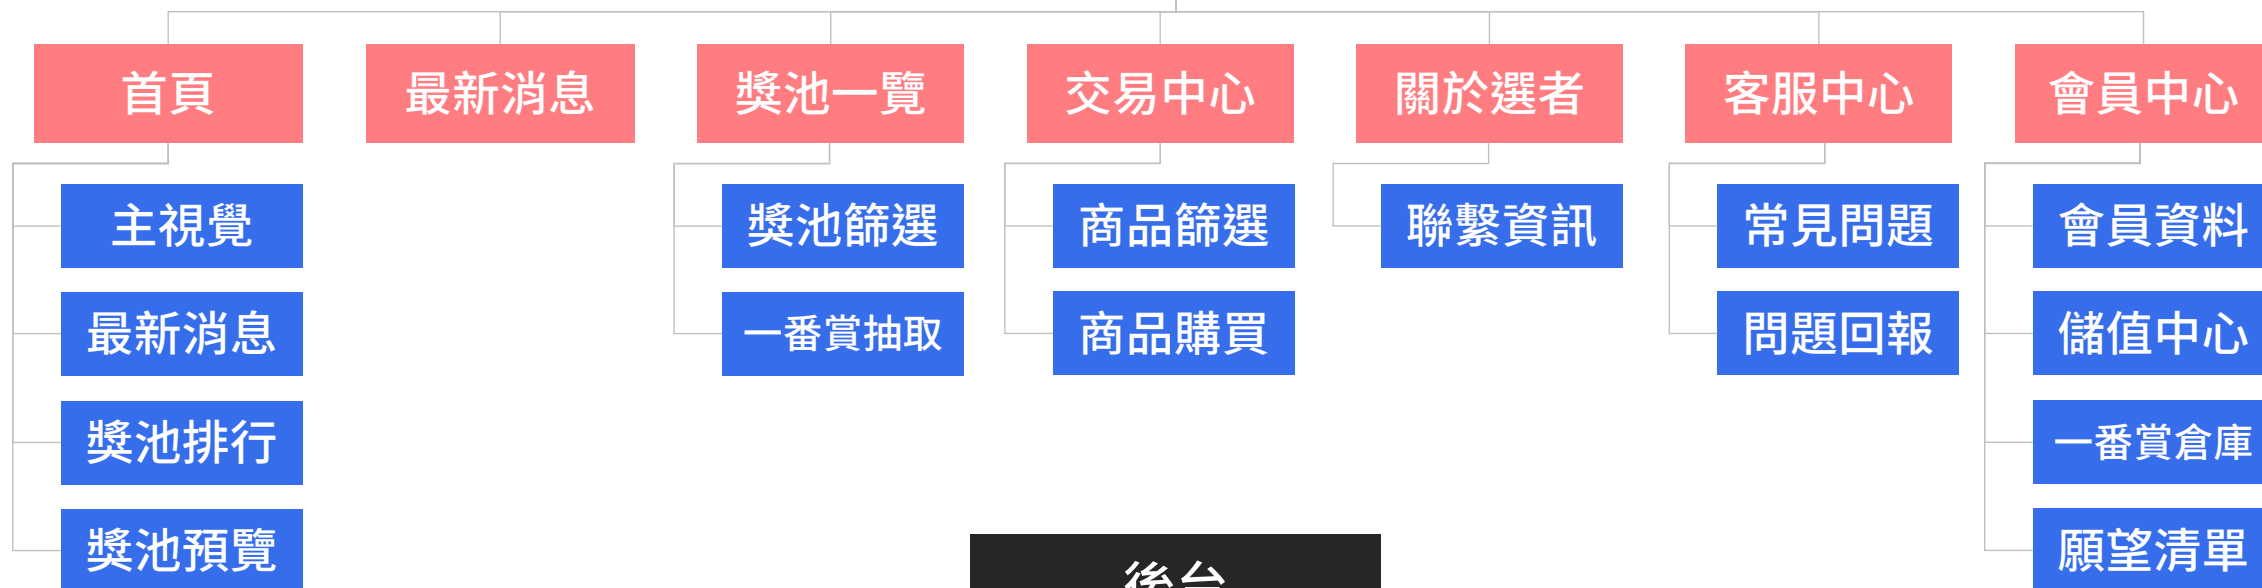 首頁
最新消息
獎池一覽
交易中心
關於選者
客服中心
會員中心
主視覺
最新消息
獎池排行
獎池預覽
獎池篩選
一番賞抽取
商品篩選
商品購買
聯繫資訊
常見問題
問題回報
會員資料
儲值中心
一番賞倉庫
願望清單
後台